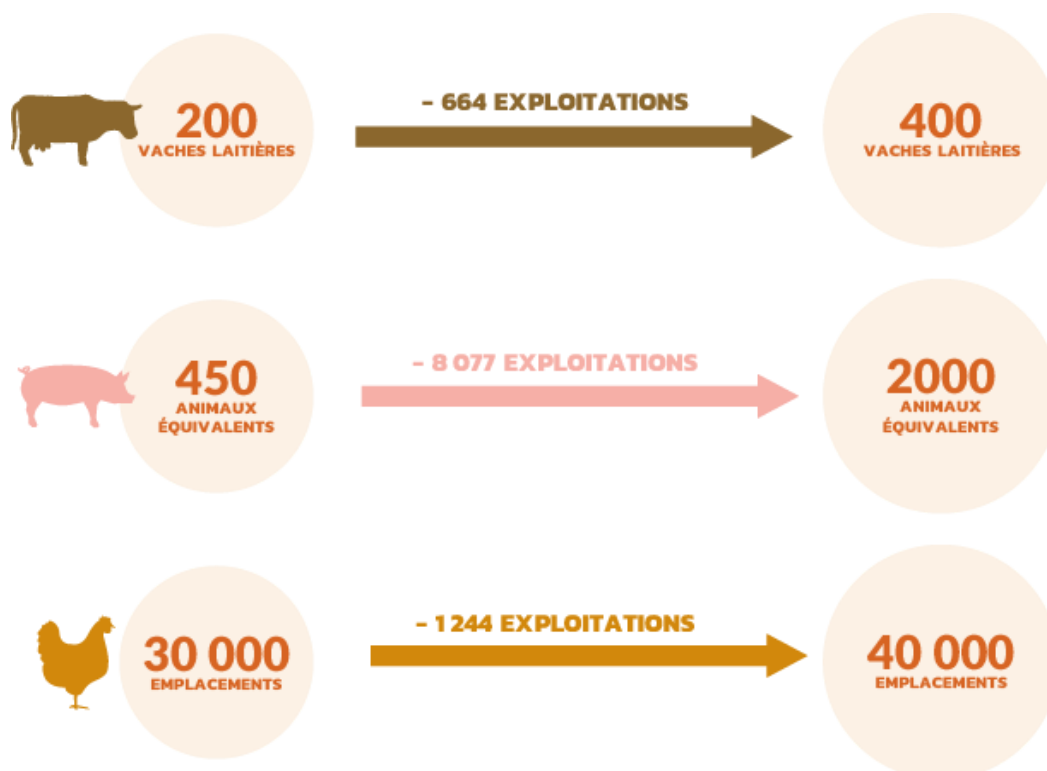 - 664 EXPLOITATIONS
200
VACHES LAITIÈRES
400
VACHES LAITIÈRES
- 8 077 EXPLOITATIONS
450
ANIMAUX
ÉQUIVALENTS
2000
ANIMAUX
ÉQUIVALENTS
- 1 244 EXPLOITATIONS
30 000
EMPLACEMENTS
40 000
EMPLACEMENTS